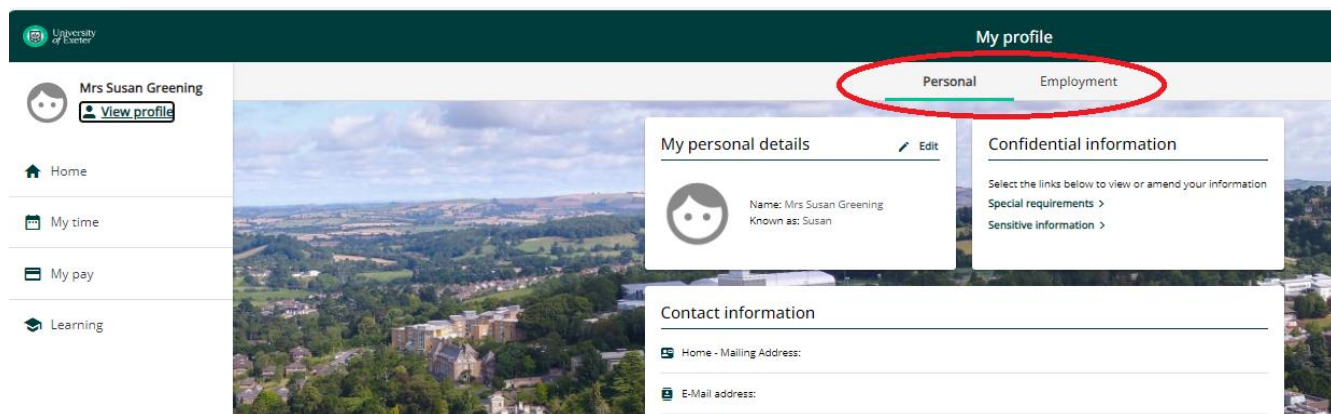 University
of Exeter
My profile
Mrs Susan Greening
View profile
Home
My time
My pay
Learning
Personal
Employment
My personal details
Edit
Name: Mrs Susan Greening
Known as: Susan
Confidential information
Select the links below to view or amend your information
Special requirements >
Sensitive information >
Contact information
Home - Mailing Address:
E-Mail address: